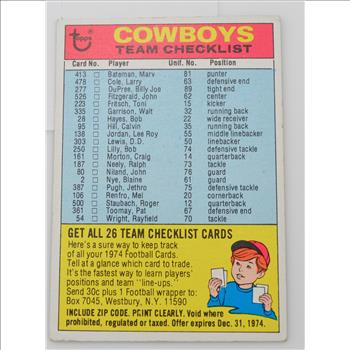 topps
COWBOYS
TEAM CHECKLIST
Card No. Player Unif. No. Position
413 Bateman, Marv 81 punter
478 Cole, Larry 63 defensive end
277 DuPree, Billy Joe 89 tight end
526 Fitzgerald, John 62 center
223 Fritsch, Toni 15 kicker
335 Garrison, Walt 32 running back
28 Hayes, Bob 22 wide receiver
95 Hill, Calvin 35 running back
138 Jordan, Lee Roy 55 middle linebacker
303 Lewis, D.D. 50 linebacker
250 Lilly, Bob 74 defensive tackle
161 Morton, Craig 14 quarterback
187 Neely, Ralph 73 tackle
80 Niland, John 76 guard
2 Nye, Blaine 61 guard
387 Pugh, Jethro 75 defensive tackle
106 Renfro, Mel 20 cornerback
500 Staubach, Roger 12 quarterback
361 Toomay, Pat 67 defensive end
54 Wright, Rayfield 70 tackle
GET ALL 26 TEAM CHECKLIST CARDS
Here's a sure way to keep track
of all your 1974 Football Cards.
Tell at a glance which card to trade.
It's the fastest way to learn players'
positions and team "line-ups."
Send 30c plus 1 Football wrapper to:
Box 7045, Westbury, N.Y. 11590
INCLUDE ZIP CODE. PRINT CLEARLY. Void where
prohibited, regulated or taxed. Offer expires Dec. 31, 1974.